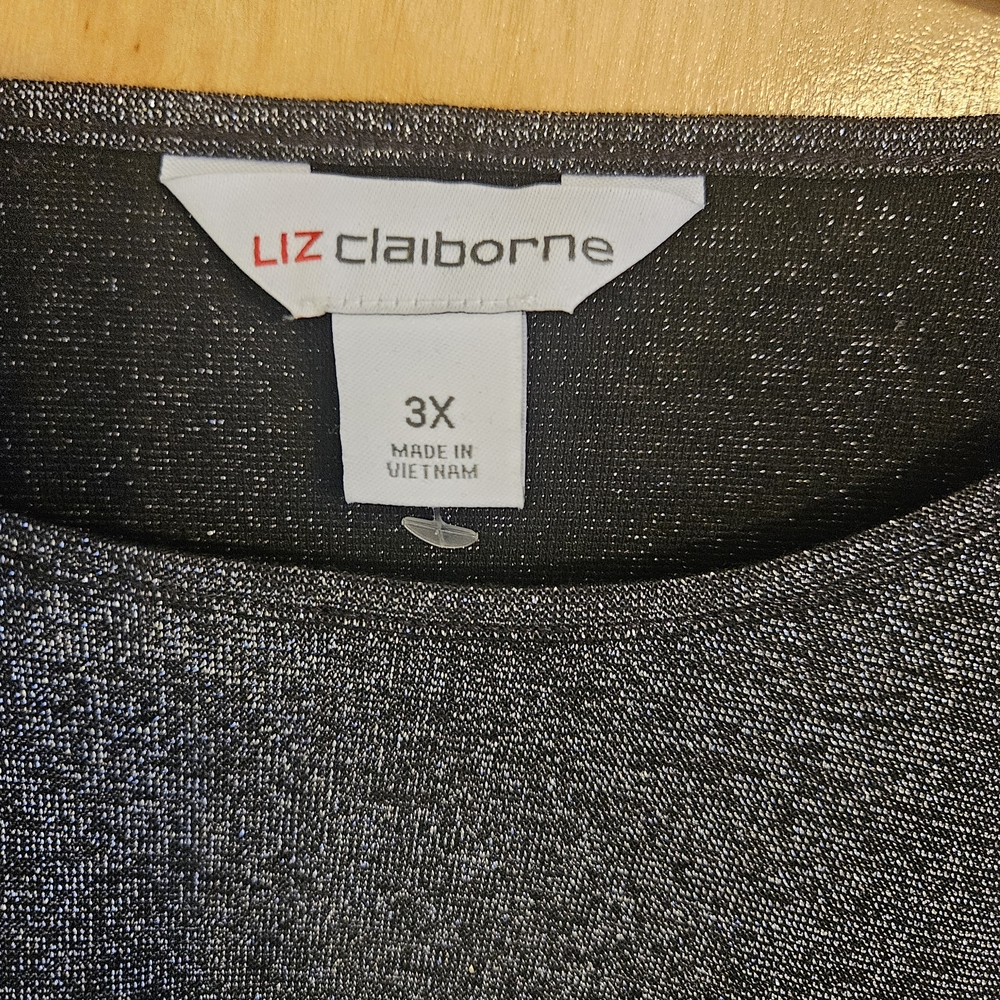 LIZ claiborne
3X
MADE IN
VIETNAM